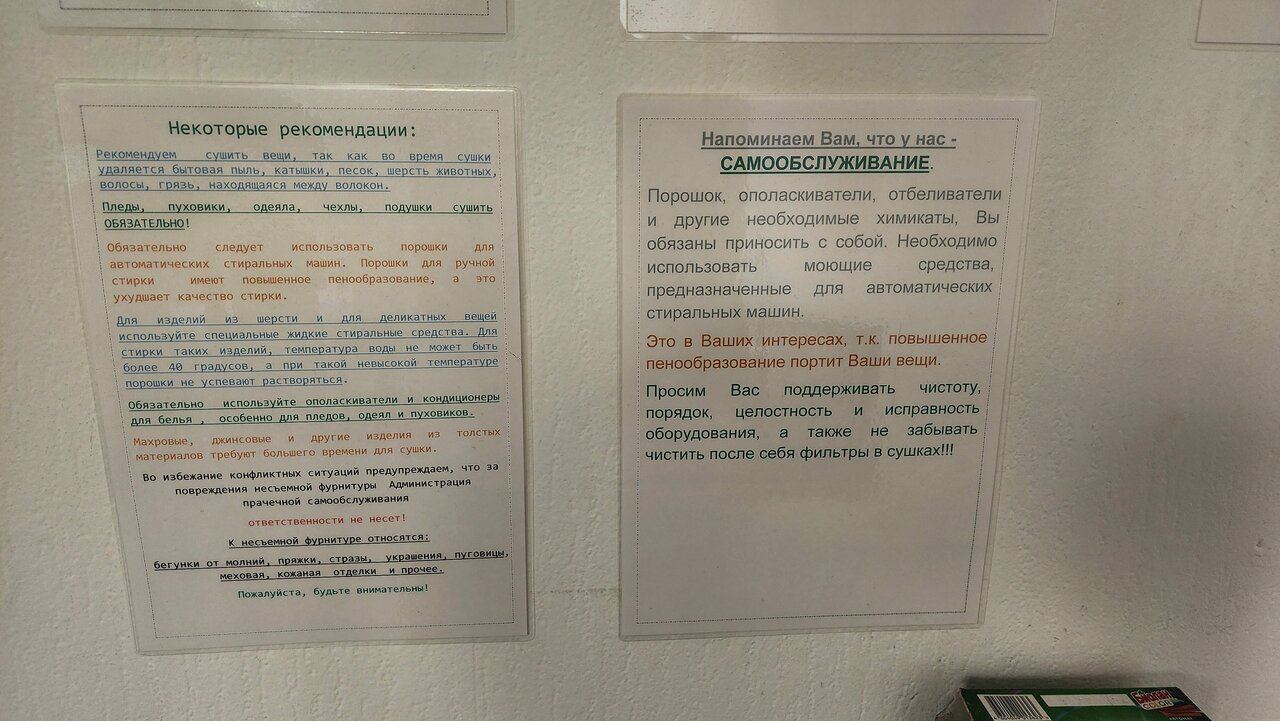 Некоторые рекомендации:
Рекомендуем сушить вещи, так как во время сушки
удаляется бытовая пыль, катышки, песок, шерсть животных,
волосы, грязь, находящаяся между волокон.
Пледы, пуховики, одеяла, чехлы, подушки сушить
ОБЯЗАТЕЛЬНО!
Обязательно следует использовать порошки для
автоматических стиральных машин. Порошки для ручной
стирки имеют повышенное пенообразование, а это
ухудшает качество стирки.
Для изделий из шерсти и для деликатных вещей
используйте специальные жидкие стиральные средства. Для
стирки таких изделий, температура воды не может быть
более 40 градусов, а при такой невысокой температуре
порошки не успевают растворяться.
Обязательно используйте ополаскиватели и кондиционеры
для белья , особенно для пледов, одеял и пуховиков.
Махровые, джинсовые и другие изделия из толстых
материалов требуют большего времени для сушки.
Во избежание конфликтных ситуаций предупреждаем, что за
повреждения несъемной фурнитуры Администрация
прачечной самообслуживания
ответственности не несет!
К несъемной фурнитуре относятся:
бегунки от молний, пряжки, стразы, украшения, пуговицы,
меховая, кожаная отделки и прочее.
Пожалуйста, будьте внимательны!
Напоминаем Вам, что у нас -
САМООБСЛУЖИВАНИЕ.
Порошок, ополаскиватели, отбеливатели
и другие необходимые химикаты, Вы
обязаны приносить с собой. Необходимо
использовать моющие средства,
предназначенные для автоматических
стиральных машин.
Это в Ваших интересах, т.к. повышенное
пенообразование портит Ваши вещи.
Просим Вас поддерживать чистоту,
порядок, целостность и исправность
оборудования, а также не забывать
чистить после себя фильтры в сушках!!!
COLOR
АВТОМАТ